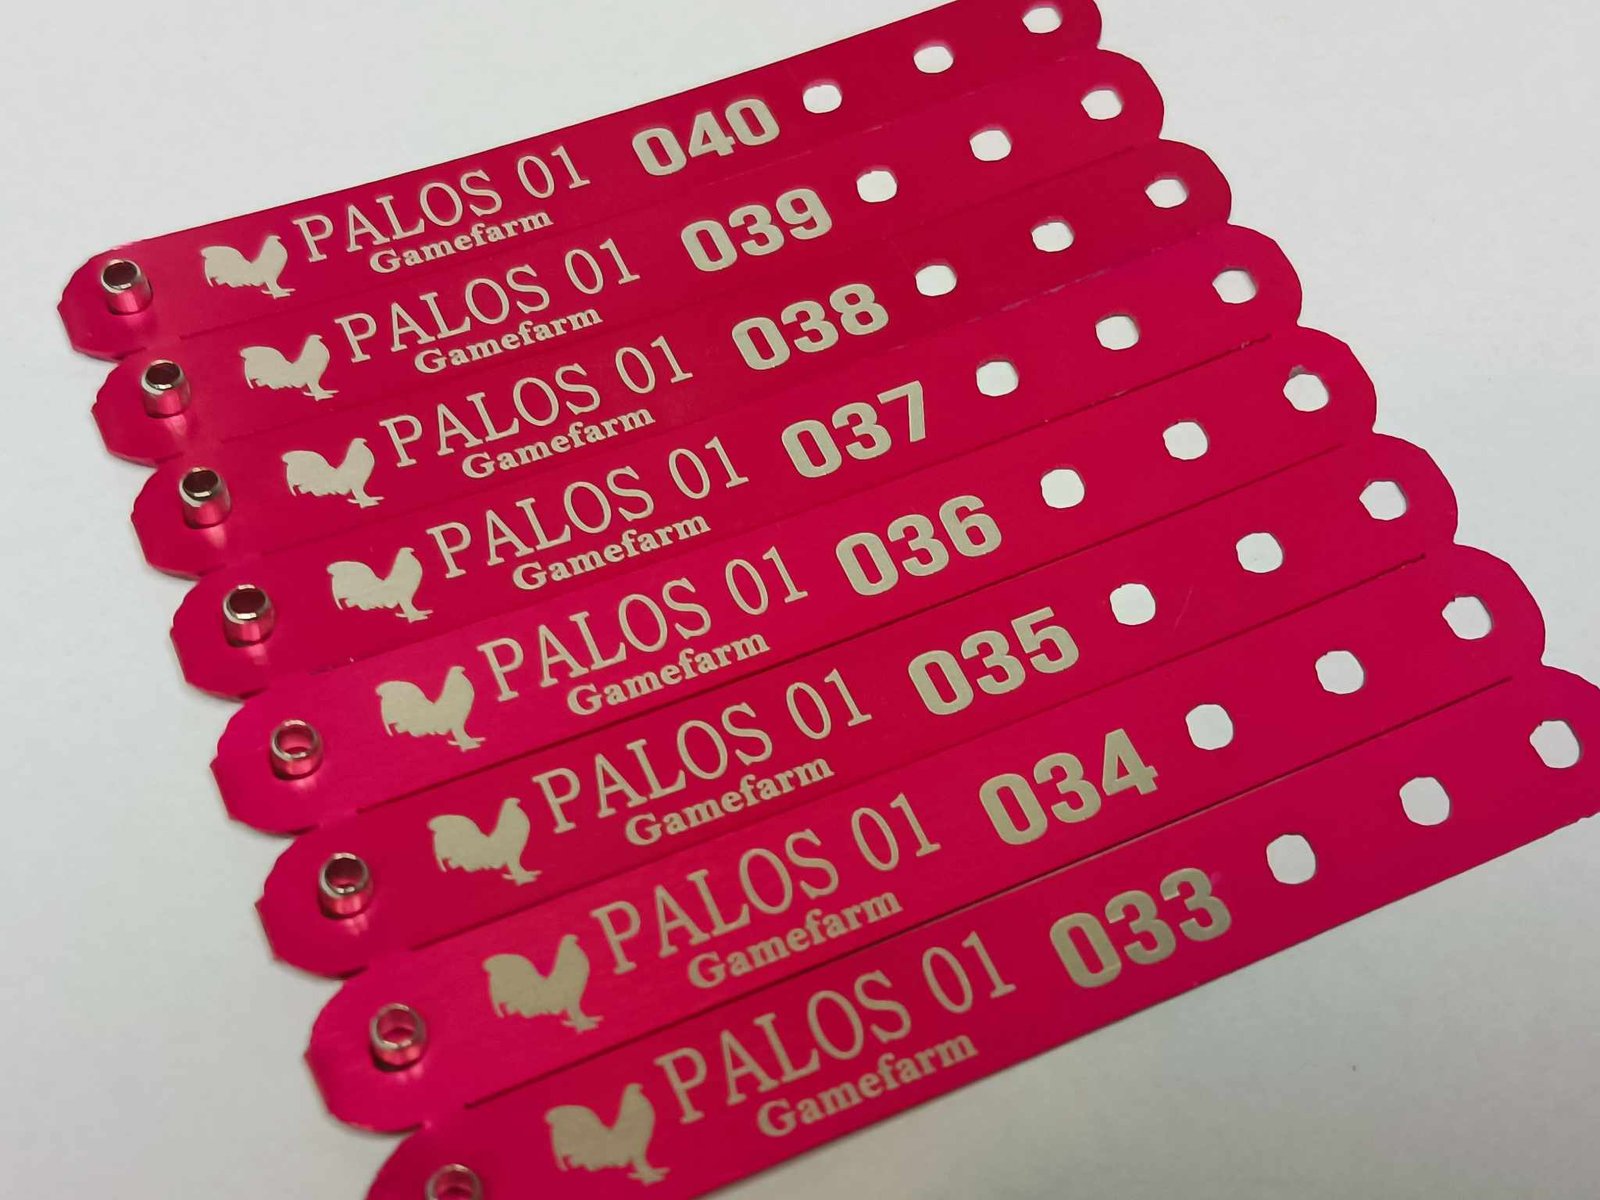 PALOS 01 040
Gamefarm
PALOS 01 039
Gamefarm
PALOS 01 038
Gamefarm
PALOS 01 037
Gamefarm
PALOS 01 036
Gamefarm
PALOS 01 035
Gamefarm
PALOS 01 034
Gamefarm
PALOS 01 033
Gamefarm